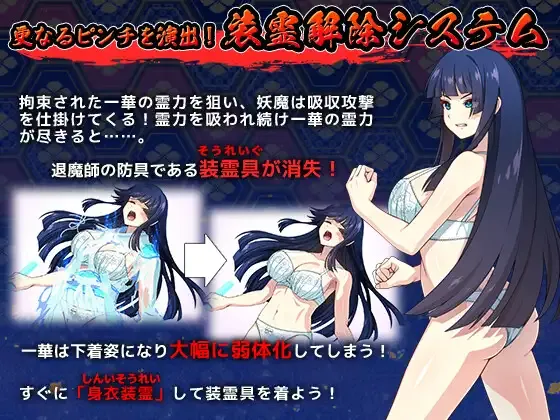 更なるピンチを演出!装霊解除システム
拘束された一華の霊力を狙い、妖魔は吸収攻撃
を仕掛けてくる!霊力を吸われ続け一華の霊力
が尽きると……。
そうれいぐ
退魔師の防具である装霊具が消失!
一華は下着姿になり大幅に弱体化してしまう!
しんいそうれい
すぐに「身衣装霊」して装霊具を着よう!